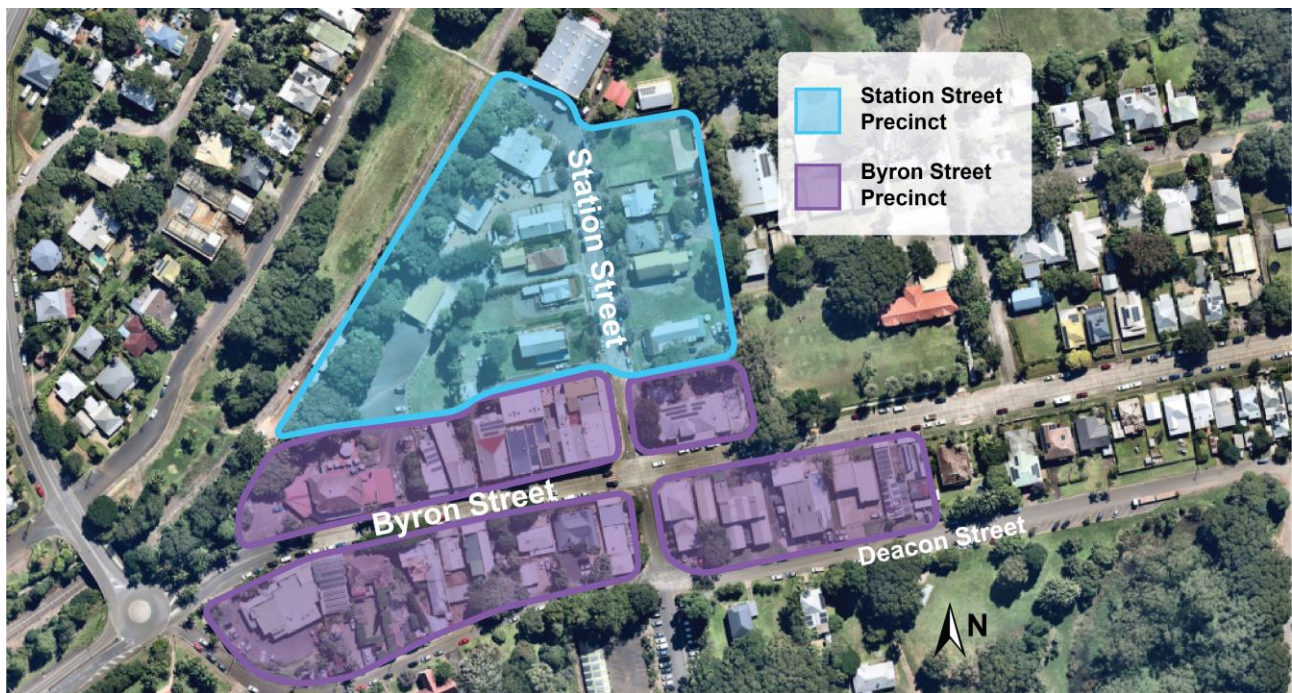 Station Street
Precinct
Byron Street
Precinct
Station Street
Byron Street
Deacon Street
N